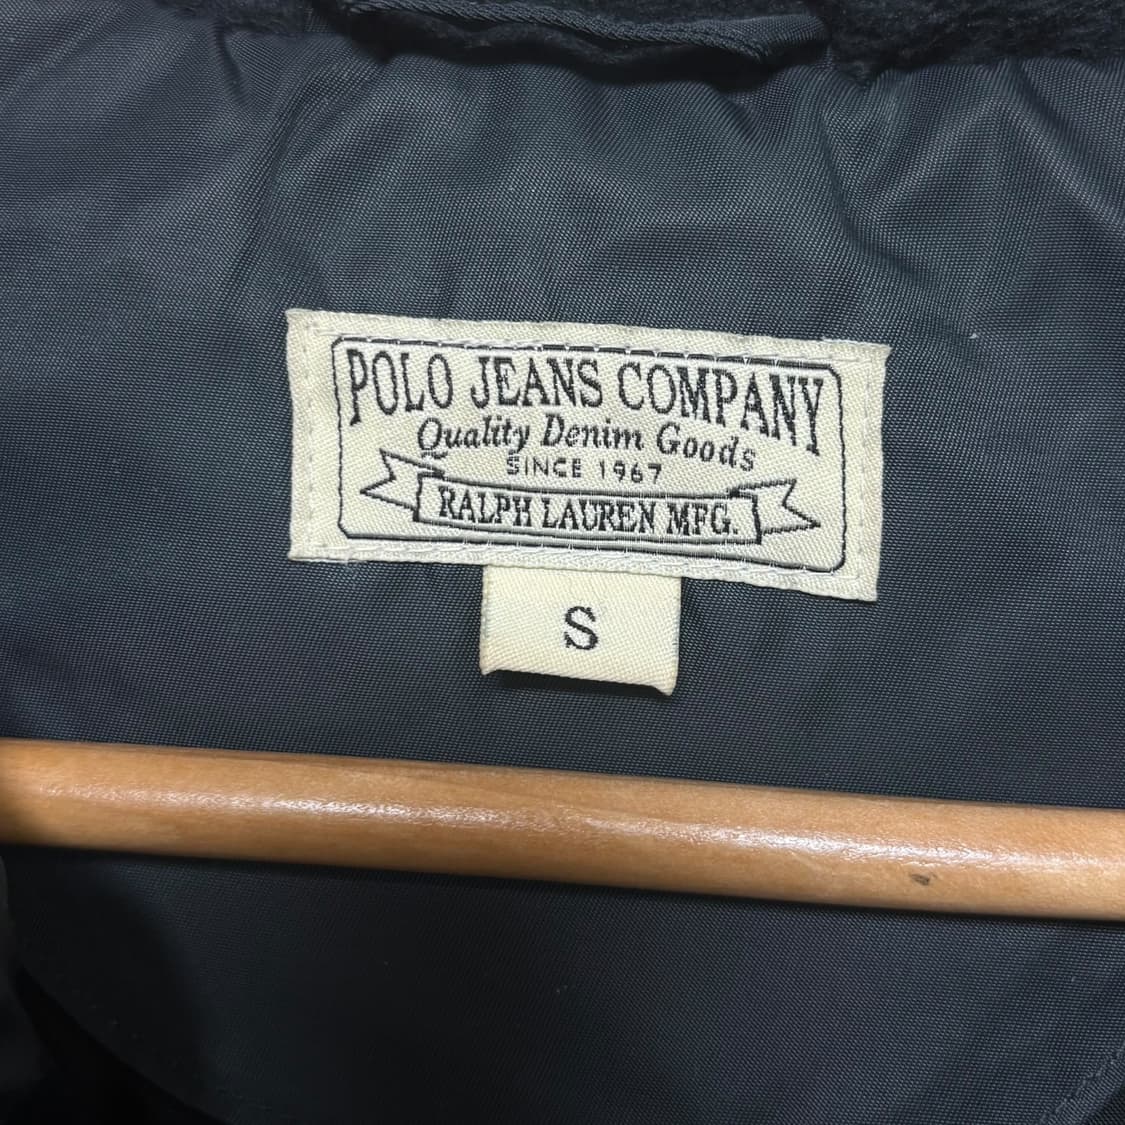 POLO JEANS COMPANY
Quality Denim Goods
SINCE 1967
RALPH LAUREN MFG.
S